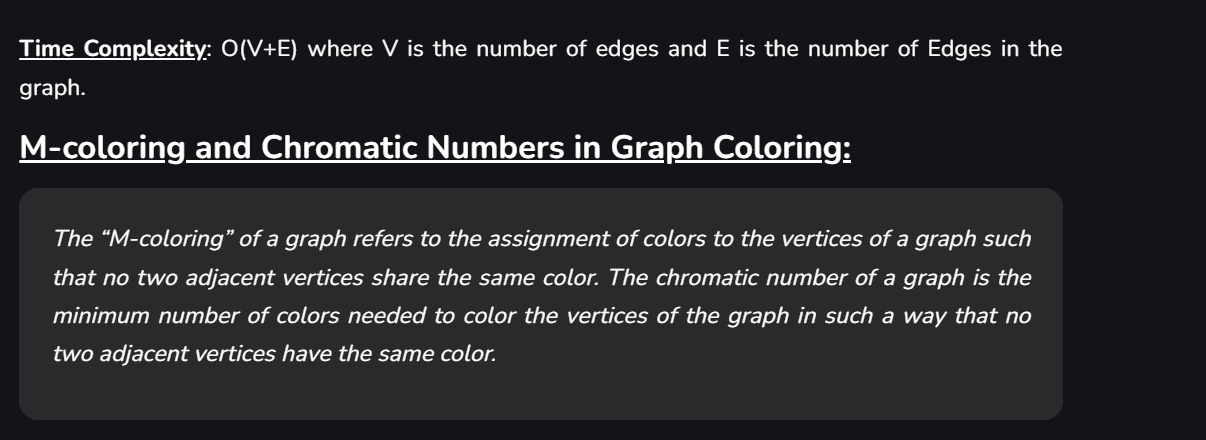 Time Complexity: O(V+E) where V is the number of edges and E is the number of Edges in the
graph.
M-coloring and Chromatic Numbers in Graph Coloring:
The “M-coloring” of a graph refers to the assignment of colors to the vertices of a graph such
that no two adjacent vertices share the same color. The chromatic number of a graph is the
minimum number of colors needed to color the vertices of the graph in such a way that no
two adjacent vertices have the same color.